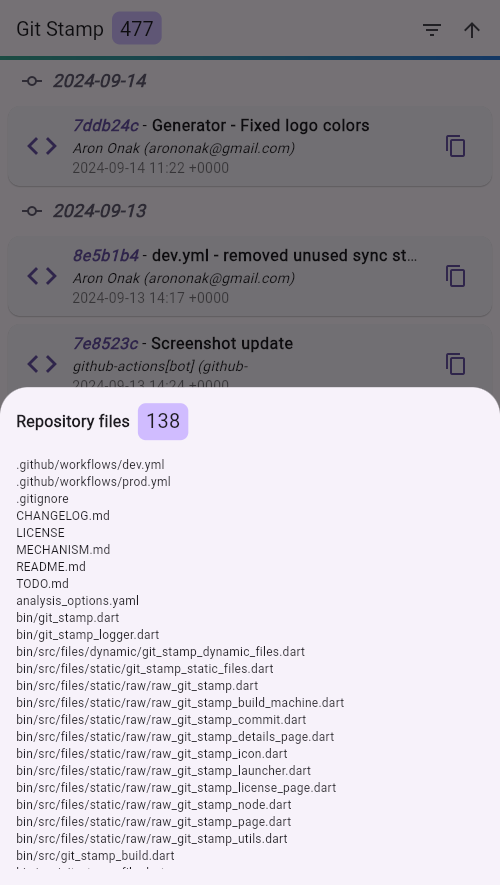 Git Stamp 477
2024-09-14
7ddb24c - Generator - Fixed logo colors
Aron Onak (arononak@gmail.com)
2024-09-14 11:22 +0000
2024-09-13
8e5b1b4 - dev.yml - removed unused sync st...
Aron Onak (arononak@gmail.com)
2024-09-13 14:17 +0000
7e8523c - Screenshot update
github-actions[bot] (github-
2024-09-13 14:24 +0000
Repository files 138
.github/workflows/dev.yml
.github/workflows/prod.yml
.gitignore
CHANGELOG.md
LICENSE
MECHANISM.md
README.md
TODO.md
analysis_options.yaml
bin/git_stamp.dart
bin/git_stamp_logger.dart
bin/src/files/dynamic/git_stamp_dynamic_files.dart
bin/src/files/static/git_stamp_static_files.dart
bin/src/files/static/raw/raw_git_stamp.dart
bin/src/files/static/raw/raw_git_stamp_build_machine.dart
bin/src/files/static/raw/raw_git_stamp_commit.dart
bin/src/files/static/raw/raw_git_stamp_details_page.dart
bin/src/files/static/raw/raw_git_stamp_icon.dart
bin/src/files/static/raw/raw_git_stamp_launcher.dart
bin/src/files/static/raw/raw_git_stamp_license_page.dart
bin/src/files/static/raw/raw_git_stamp_node.dart
bin/src/files/static/raw/raw_git_stamp_page.dart
bin/src/files/static/raw/raw_git_stamp_utils.dart
bin/src/git_stamp_build.dart